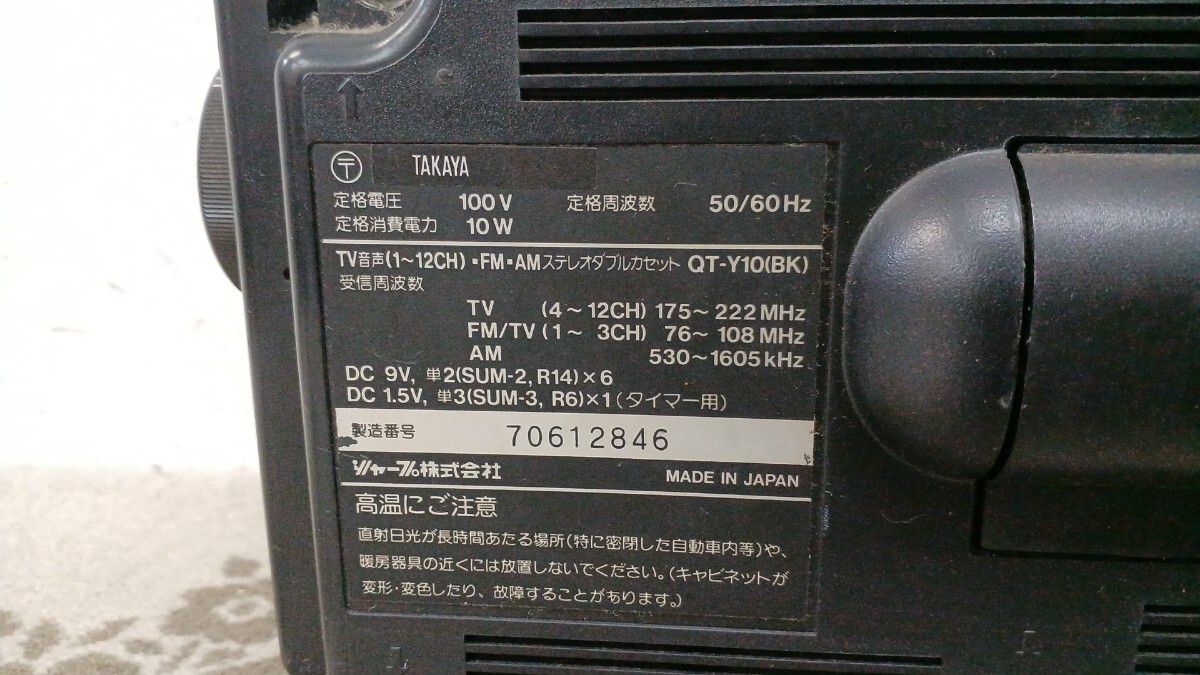 〒 TAKAYA
定格電圧 100V 定格周波数 50/60Hz
定格消費電力 10W
TV音声(1~12CH)・FM・AMステレオダブルカセット QT-Y10(BK)
受信周波数
TV (4~12CH) 175~222MHz
FM/TV (1~ 3CH) 76~108MHz
AM 530~1605kHz
DC 9V, 単2(SUM-2, R14)×6
DC 1.5V, 単3(SUM-3, R6)×1(タイマー用)
製造番号 70612846
シャープ株式会社 MADE IN JAPAN
高温にご注意
直射日光が長時間あたる場所(特に密閉した自動車内等)や、
暖房器具の近くには放置しないでください。(キャビネットが
変形・変色したり、故障することがあります。)